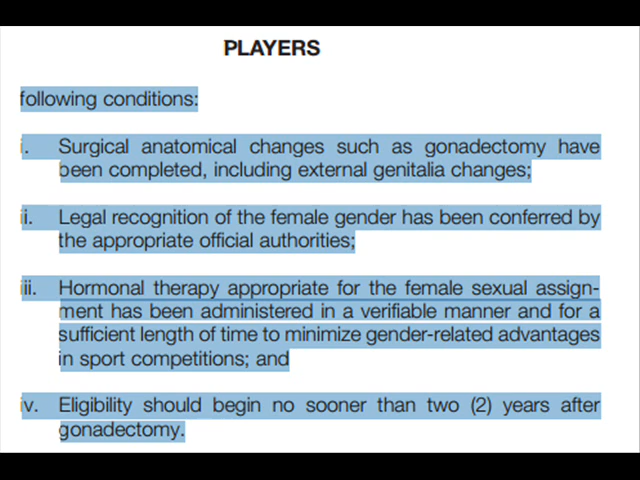 PLAYERS
following conditions:
i. Surgical anatomical changes such as gonadectomy have
been completed, including external genitalia changes;
ii. Legal recognition of the female gender has been conferred by
the appropriate official authorities;
iii. Hormonal therapy appropriate for the female sexual assign-
ment has been administered in a verifiable manner and for a
sufficient length of time to minimize gender-related advantages
in sport competitions; and
iv. Eligibility should begin no sooner than two (2) years after
gonadectomy.